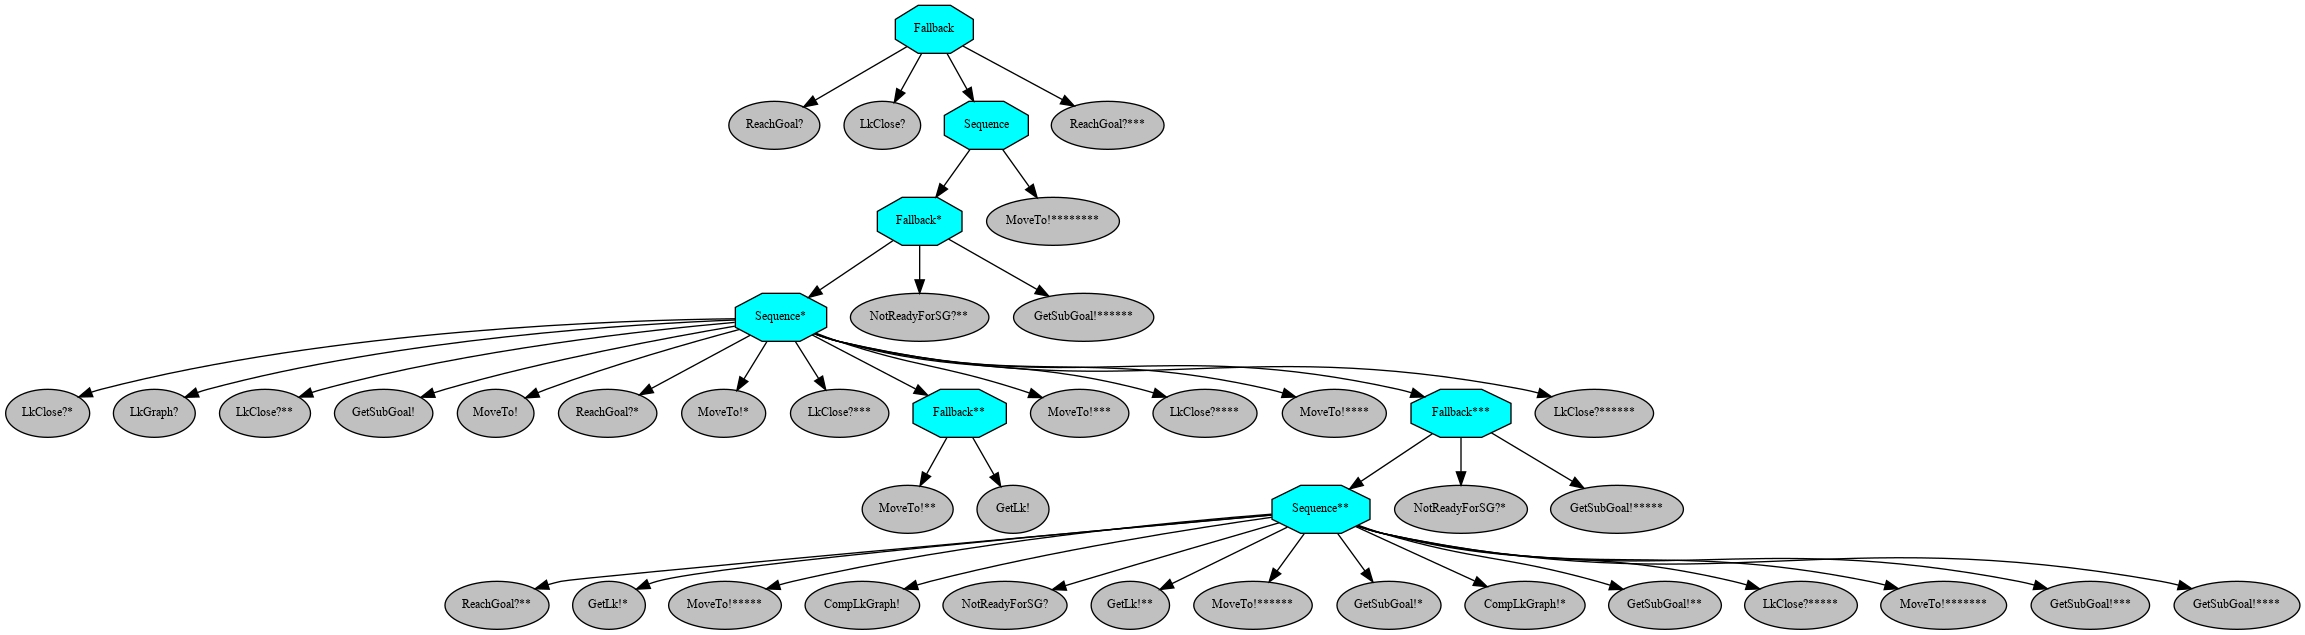 Fallback
ReachGoal?
LkClose?
Sequence
ReachGoal?***
Fallback*
MoveTo!********
Sequence*
NotReadyForSG?**
GetSubGoal!******
LkClose?*
LkGraph?
LkClose?**
GetSubGoal!
MoveTo!
ReachGoal?*
MoveTo!*
LkClose?***
Fallback**
MoveTo!***
LkClose?****
MoveTo!****
Fallback***
LkClose?******
MoveTo!**
GetLk!
Sequence**
NotReadyForSG?*
GetSubGoal!*****
ReachGoal?**
GetLk!*
MoveTo!*****
CompLkGraph!
NotReadyForSG?
GetLk!**
MoveTo!******
GetSubGoal!*
CompLkGraph!*
GetSubGoal!**
LkClose?*****
MoveTo!*******
GetSubGoal!***
GetSubGoal!****